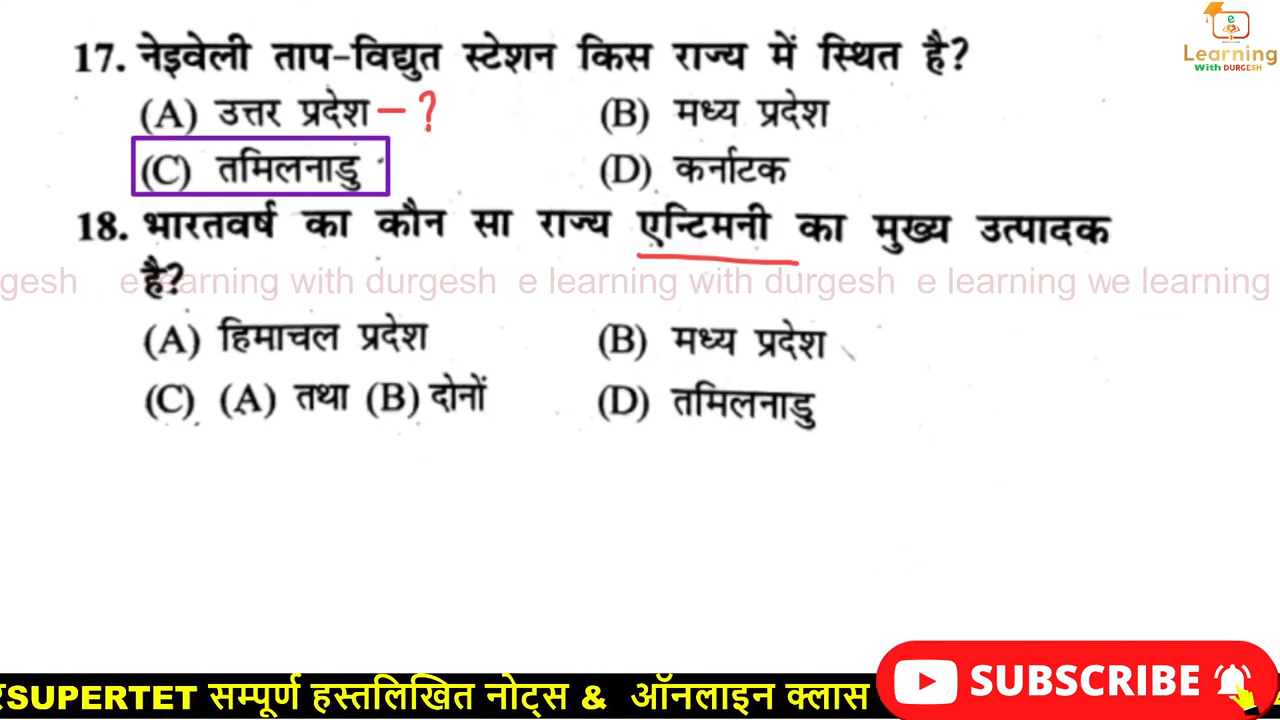 e
Learning
With DURGESH
17. नेइवेली ताप-विद्युत स्टेशन किस राज्य में स्थित है?
(A) उत्तर प्रदेश – ?
(B) मध्य प्रदेश
(C) तमिलनाडु
(D) कर्नाटक
18. भारतवर्ष का कौन सा राज्य एन्टिमनी का मुख्य उत्पादक
है?
gesh e learning with durgesh e learning with durgesh e learning we learning
(A) हिमाचल प्रदेश
(B) मध्य प्रदेश
(C) (A) तथा (B) दोनों
(D) तमिलनाडु
SUPERTET सम्पूर्ण हस्तलिखित नोट्स & ऑनलाइन क्लास
SUBSCRIBE